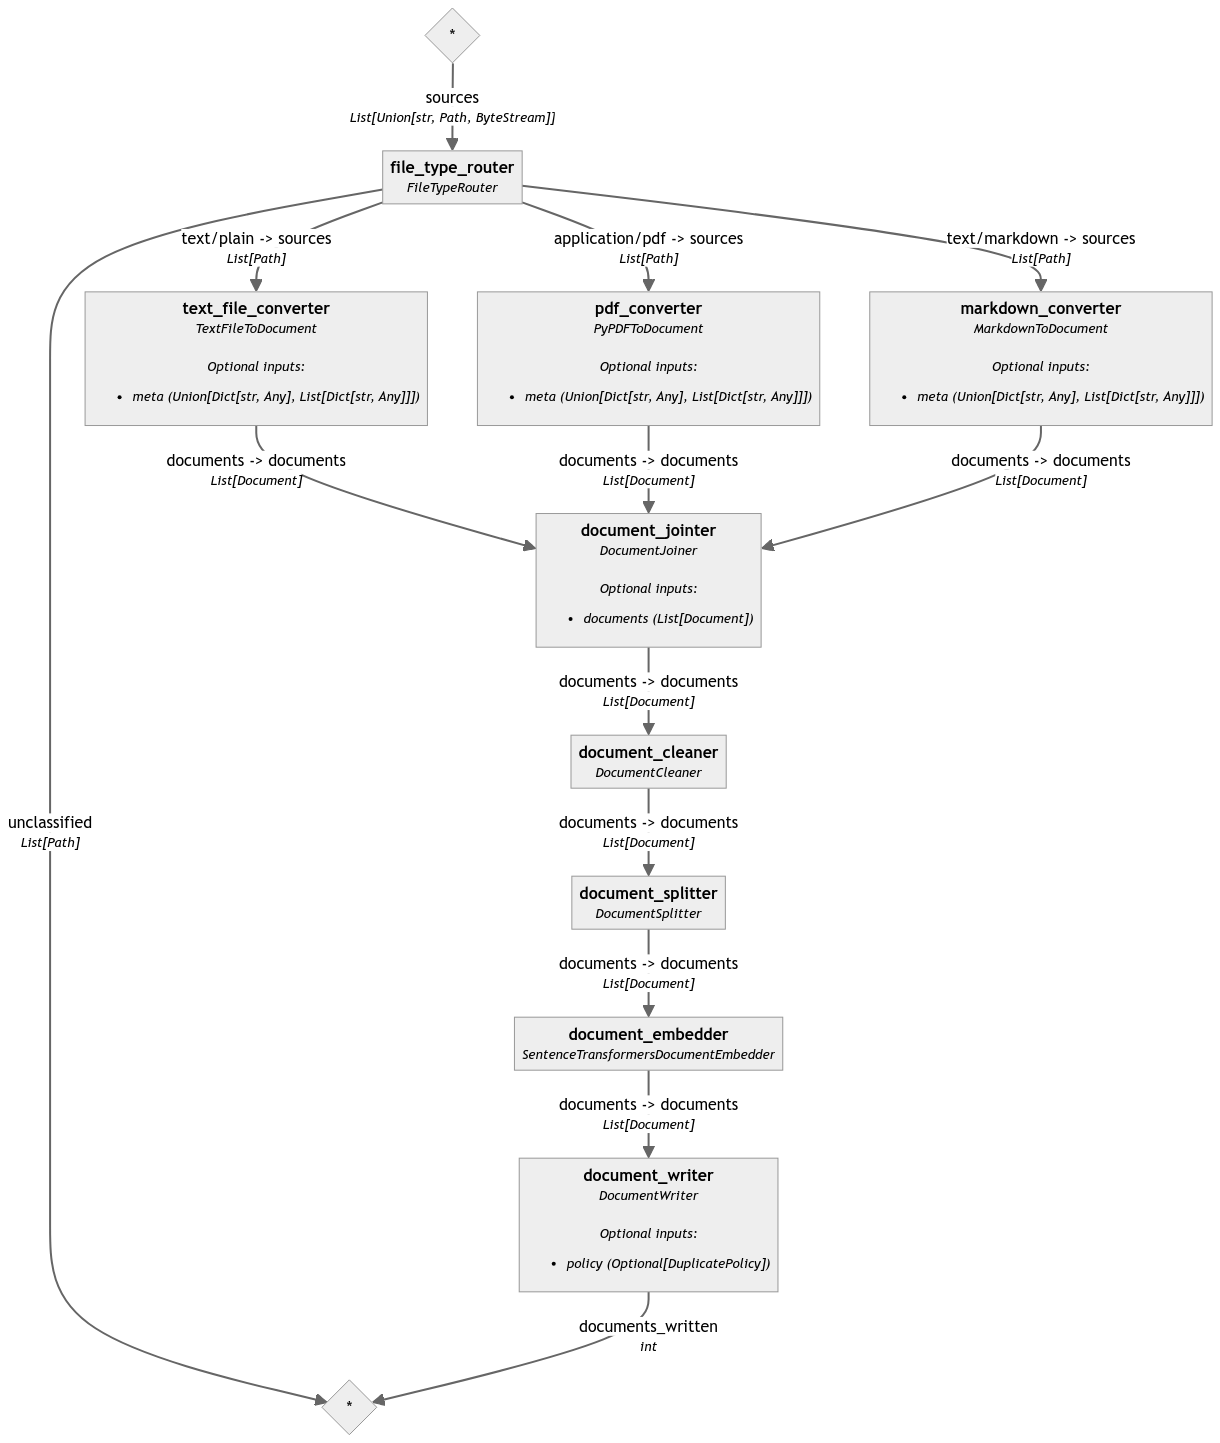 *
sources
List[Union[str, Path, ByteStream]]
file_type_router
FileTypeRouter
text/plain -> sources
List[Path]
application/pdf -> sources
List[Path]
text/markdown -> sources
List[Path]
text_file_converter
TextFileToDocument
Optional inputs:
• meta (Union[Dict[str, Any], List[Dict[str, Any]]])
pdf_converter
PyPDFToDocument
Optional inputs:
• meta (Union[Dict[str, Any], List[Dict[str, Any]]])
markdown_converter
MarkdownToDocument
Optional inputs:
• meta (Union[Dict[str, Any], List[Dict[str, Any]]])
documents -> documents
List[Document]
documents -> documents
List[Document]
documents -> documents
List[Document]
document_jointer
DocumentJoiner
Optional inputs:
• documents (List[Document])
documents -> documents
List[Document]
document_cleaner
DocumentCleaner
unclassified
List[Path]
documents -> documents
List[Document]
document_splitter
DocumentSplitter
documents -> documents
List[Document]
document_embedder
SentenceTransformersDocumentEmbedder
documents -> documents
List[Document]
document_writer
DocumentWriter
Optional inputs:
• policy (Optional[DuplicatePolicy])
documents_written
int
*